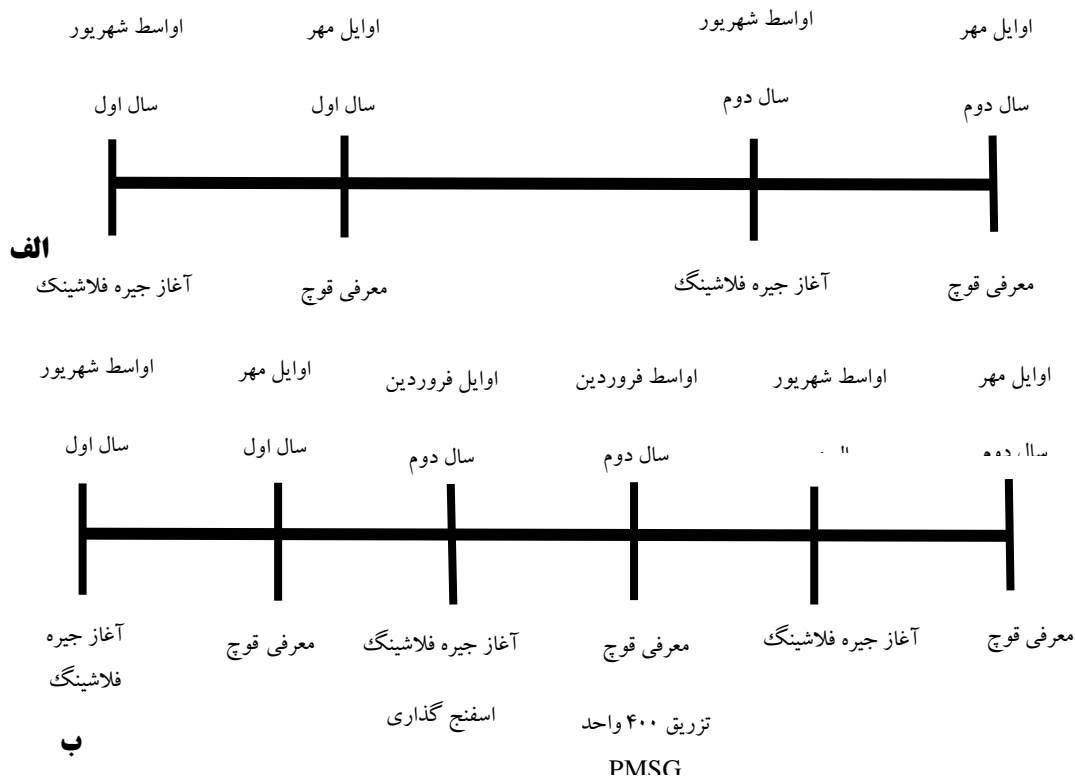 اواسط شهریور
اوایل مهر
اواسط شهریور
اوایل مهر
سال اول
سال اول
سال دوم
سال دوم
الف
آغاز جیره فلاشینک
معرفی قوچ
آغاز جیره فلاشینگ
معرفی قوچ
اواسط شهریور
اوایل مهر
اوایل فروردین
اواسط فروردین
اواسط شهریور
اوایل مهر
سال اول
سال اول
سال دوم
سال دوم
سال دوم
آغاز جیره
فلاشینگ
معرفی قوچ
آغاز جیره فلاشینگ
معرفی قوچ
آغاز جیره فلاشینگ
معرفی قوچ
اسفنج گذاری
تزریق ۴۰۰ واحد
PMSG
ب